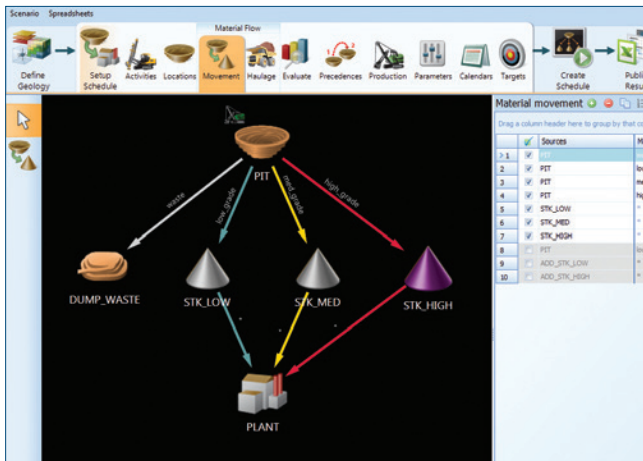 Scenario Spreadsheets
Material Flow
Define Geology
Setup Schedule
Activities
Locations
Movement
Haulage
Evaluate
Precedences
Production
Parameters
Calendars
Targets
Create Schedule
Material movement
Drag a column header here to group by that
Sources
> 1 PIT
2 PIT
3 PIT
4 PIT
5 STK_LOW
6 STK_MED
7 STK_HIGH
8 PIT
9 ADD_STK_LOW
10 ADD_STK_HIGH
PIT
waste
low_grade
med_grade
high_grade
DUMP_WASTE
STK_LOW
STK_MED
STK_HIGH
PLANT